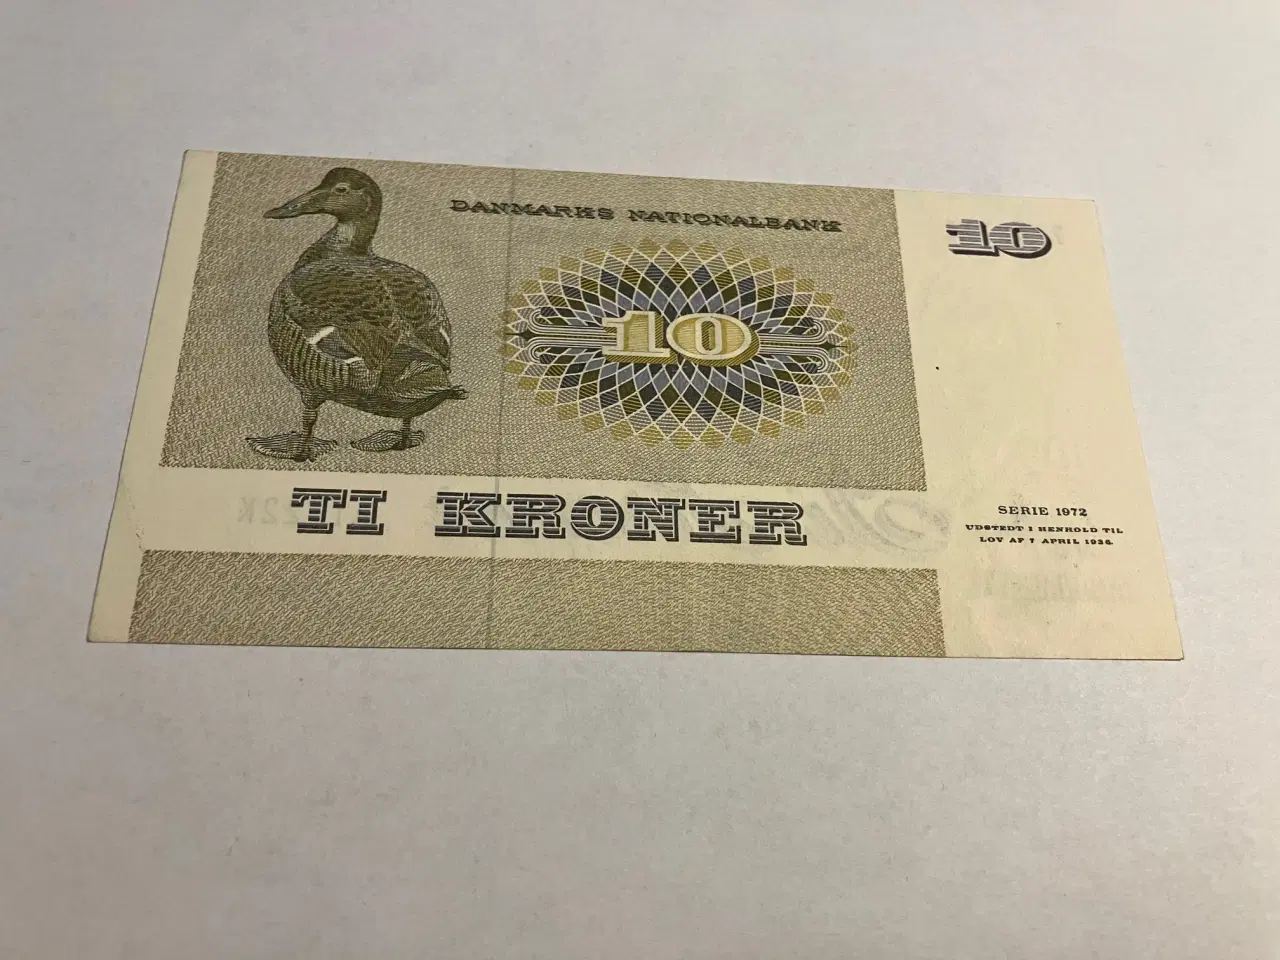 DANMARKS NATIONALBANK
10
10
TI KRONER
SERIE 1972
UDSTEDT I HENHOLD TIL
LOV AF 7 APRIL 1936.